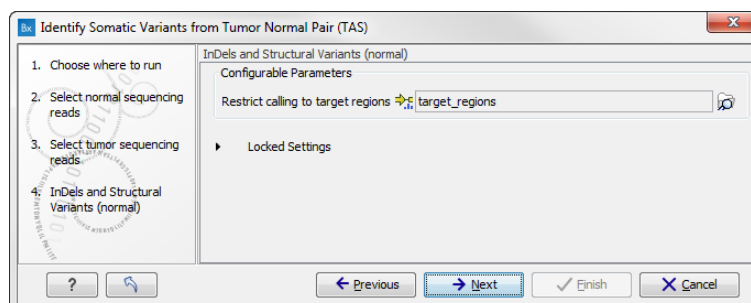 Bx Identify Somatic Variants from Tumor Normal Pair (TAS)
x
1. Choose where to run
2. Select normal sequencing
reads
3. Select tumor sequencing
reads
4. InDels and Structural
Variants (normal)
InDels and Structural Variants (normal)
Configurable Parameters
Restrict calling to target regions target_regions
Locked Settings
? Previous Next Finish Cancel